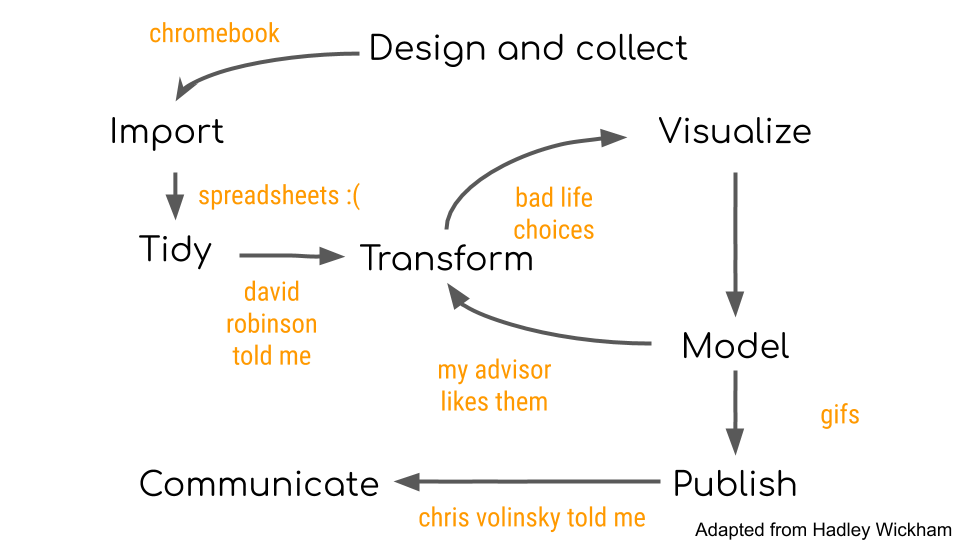 chromebook
Design and collect
Import
Visualize
spreadsheets :(
bad life
choices
Tidy
Transform
david
robinson
told me
Model
my advisor
likes them
gifs
Communicate
Publish
chris volinsky told me
Adapted from Hadley Wickham